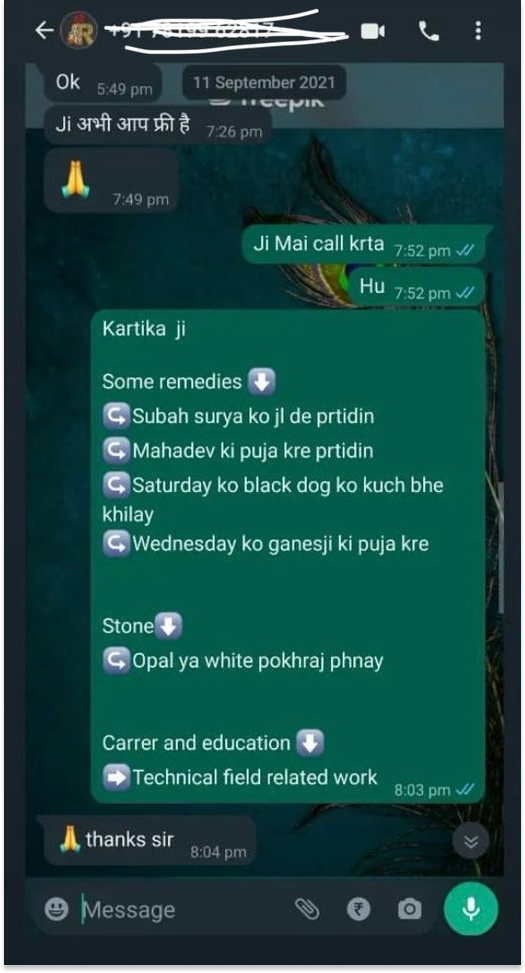 Ok 5:49 pm
11 September 2021
Ji अभी आप फ्री है 7:26 pm
7:49 pm
Ji Mai call krta 7:52 pm
Hu 7:52 pm
Kartika ji
Some remedies ⬇️
↪️Subah surya ko jl de prtidin
↪️Mahadev ki puja kre prtidin
↪️Saturday ko black dog ko kuch bhe
khilay
↪️Wednesday ko ganesji ki puja kre
Stone⬇️
↪️Opal ya white pokhraj phnay
Carrer and education ⬇️
➡️Technical field related work 8:03 pm
🙏thanks sir 8:04 pm
Message